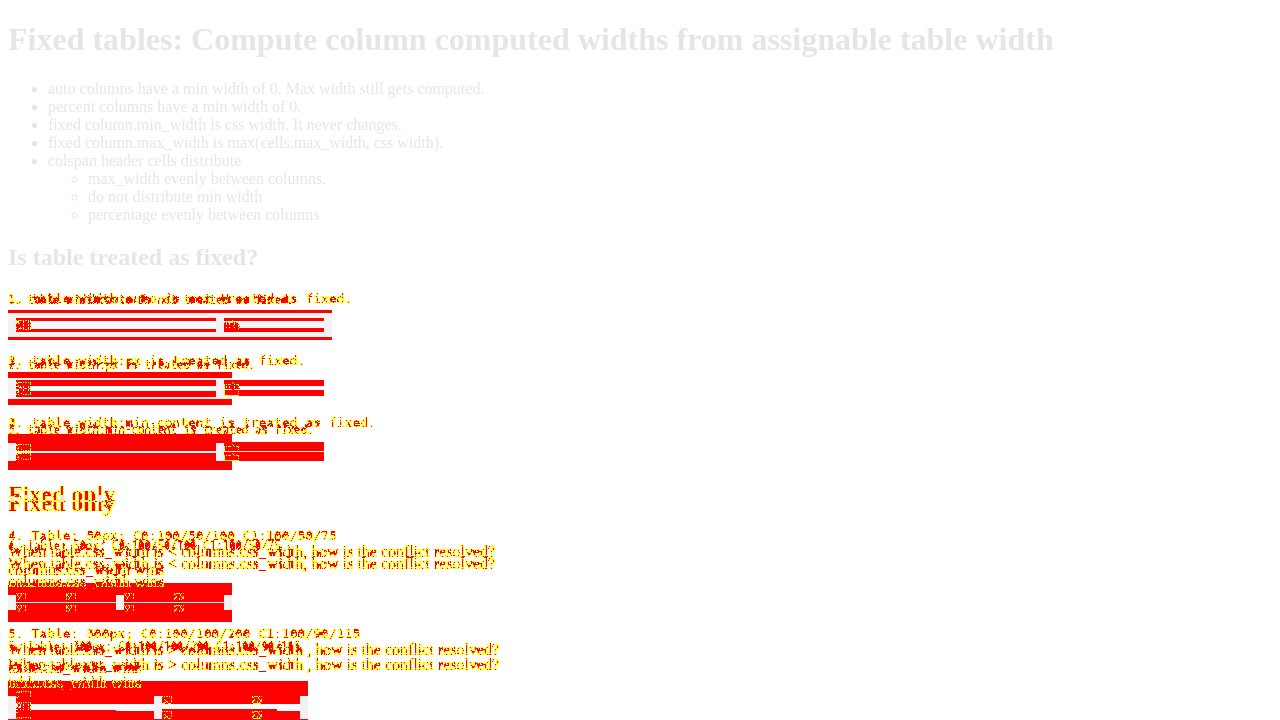 Fixed tables: Compute column computed widths from assignable table width
auto columns have a min width of 0. Max width still gets computed.
percent columns have a min width of 0.
fixed column.min_width is css width. It never changes.
fixed column.max_width is max(cells.max_width, css width).
colspan header cells distribute
max_width evenly between columns.
do not distribute min width
percentage evenly between columns
Is table treated as fixed?
1. table width:auto is not treated as fixed.
2. table width:px is treated as fixed.
3. table width:min-content is treated as fixed.
Fixed only
4. Table: 50px; C0:100/50/100 C1:100/50/75
When table.css_width is < columns.css_width, how is the conflict resolved?
columns.css_width wins
5. Table: 300px; C0:100/100/200 C1:100/90/115
When table.css_width is > columns.css_width , how is the conflict resolved?
table.css_width wins